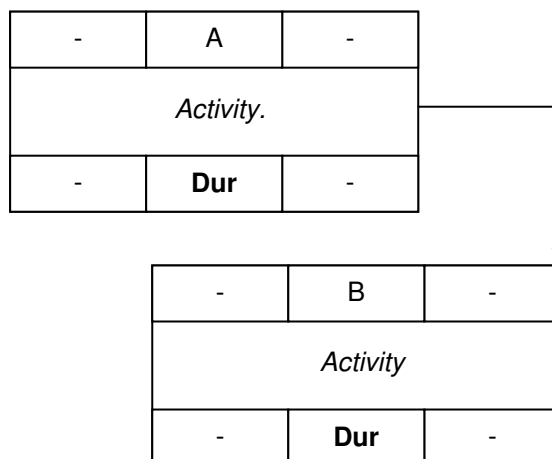 - A -
Activity.
- Dur -
- B -
Activity
- Dur -